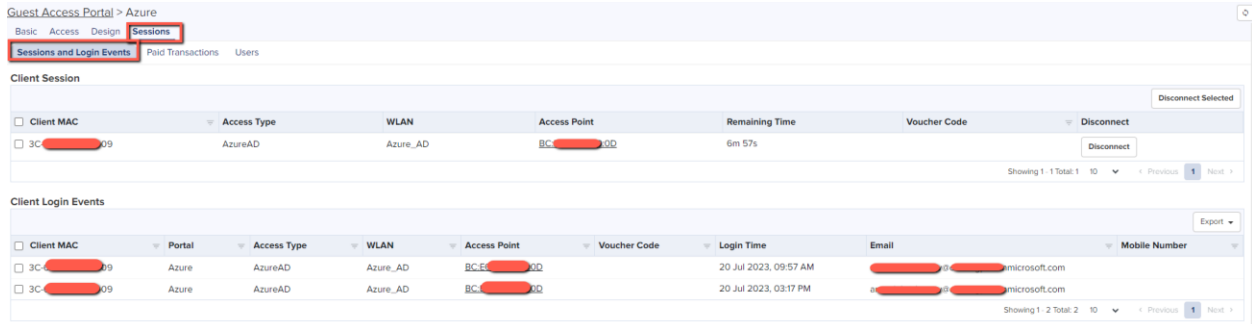 Guest Access Portal > Azure
Basic Access Design Sessions
Sessions and Login Events Paid Transactions Users
Client Session
Disconnect Selected
Client MAC Access Type WLAN Access Point Remaining Time Voucher Code Disconnect
3C- 09 AzureAD Azure_AD BC: :0D 6m 57s Disconnect
Showing 1 - 1 Total: 1 10 < Previous 1 Next >
Client Login Events
Export
Client MAC Portal Access Type WLAN Access Point Voucher Code Login Time Email Mobile Number
3C- 09 Azure AzureAD Azure_AD BC:E 0D 20 Jul 2023, 09:57 AM @ amicrosoft.com
3C- 09 Azure AzureAD Azure_AD BC: 0D 20 Jul 2023, 03:17 PM @ amicrosoft.com
Showing 1 - 2 Total: 2 10 < Previous 1 Next >